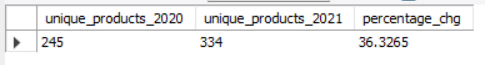 unique_products_2020 unique_products_2021 percentage_chg
245 334 36.3265